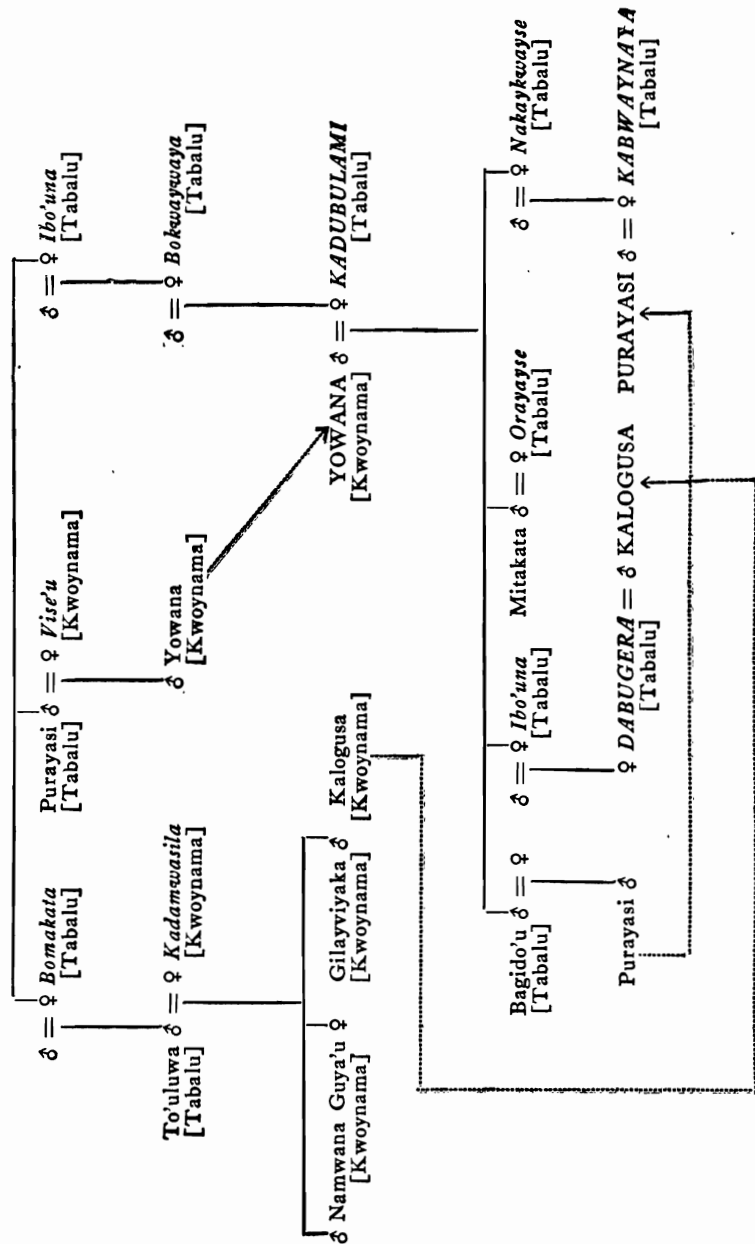 ♂ = ♀ Bomakata Purayasi ♂ = ♀ Vise'u ♂ = ♀ Ibo'una
[Tabalu] [Tabalu] [Kwoynama] [Tabalu]
To'uluwa ♂ = ♀ Kadamwasila ♂ Yowana ♂ = ♀ Bokwaywaya
[Tabalu] [Kwoynama] [Kwoynama] [Tabalu]
♂ Namwana Guya'u ♀ Gilayviyaka ♂ Kalogusa YOWANA ♂ = ♀ KADUBULAMI
[Kwoynama] [Kwoynama] [Kwoynama] [Kwoynama] [Tabalu]
Bagido'u ♂ = ♀ ♂ = ♀ Ibo'una Mitakata ♂ = ♀ Orayayse ♂ = ♀ Nakaykwayse
[Tabalu] [Tabalu] [Tabalu] [Tabalu]
Purayasi ♂ ♀ DABUGERA = ♂ KALOGUSA PURAYASI ♂ = ♀ KABWAYNAYA
[Tabalu] [Tabalu]